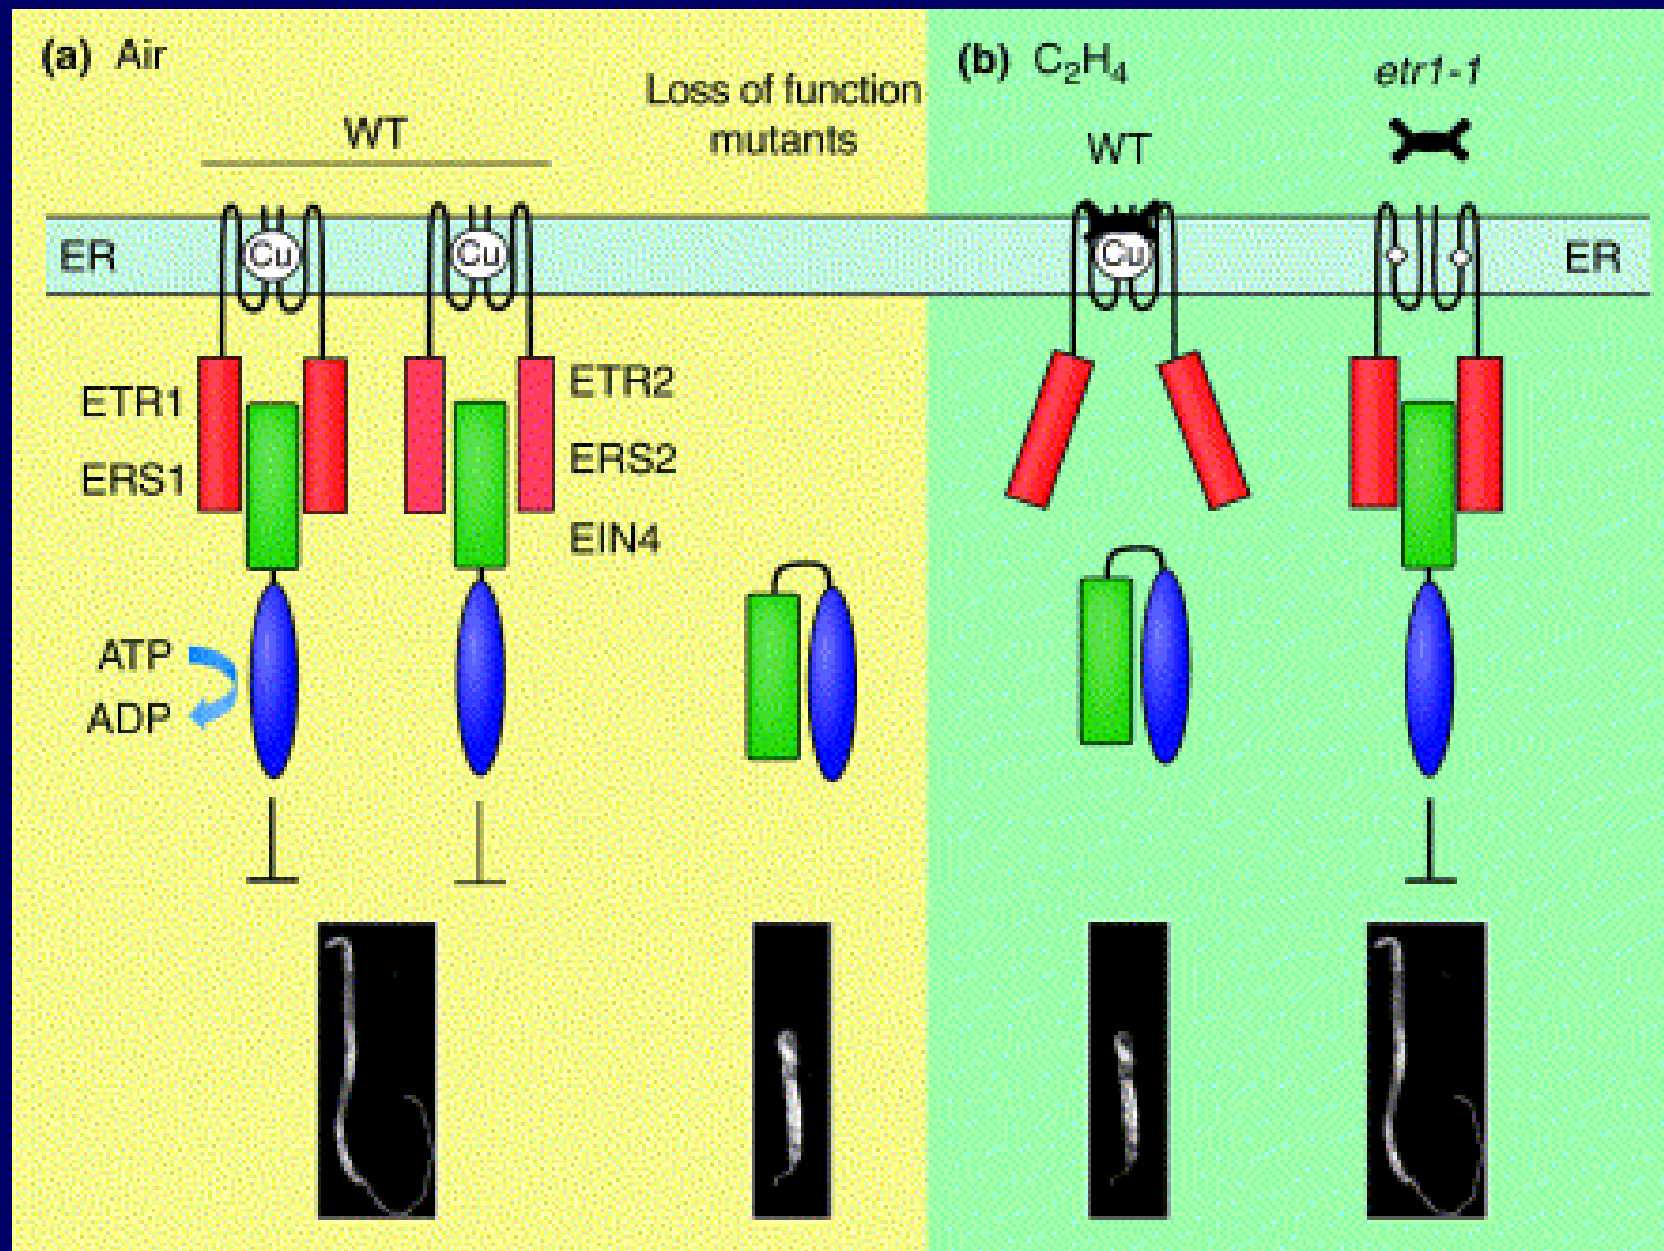 (a) Air
Loss of function
mutants
WT
ER
Cu
Cu
ETR1
ERS1
ETR2
ERS2
EIN4
ATP
ADP
(b) C₂H₄
etr1-1
WT
Cu
ER